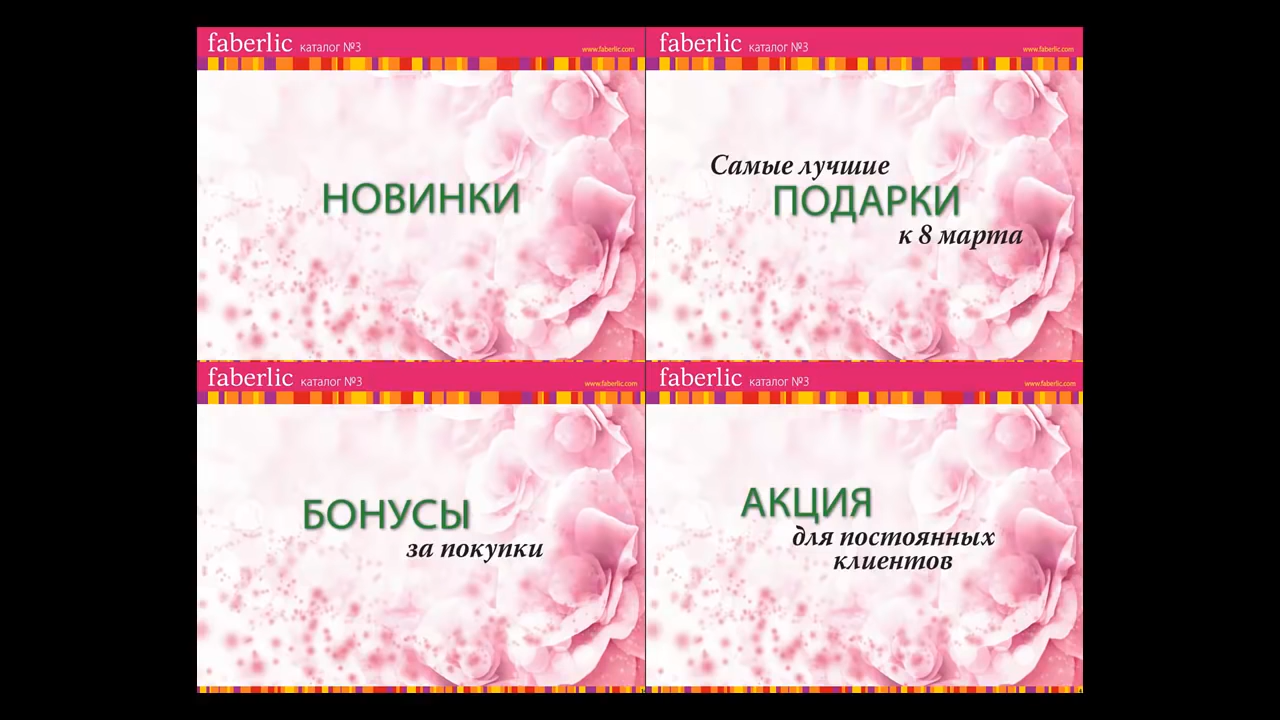 faberlic каталог №3
www.faberlic.com
НОВИНКИ
faberlic каталог №3
www.faberlic.com
Самые лучшие
ПОДАРКИ
к 8 марта
faberlic каталог №3
www.faberlic.com
БОНУСЫ
за покупки
faberlic каталог №3
www.faberlic.com
АКЦИЯ
для постоянных
клиентов